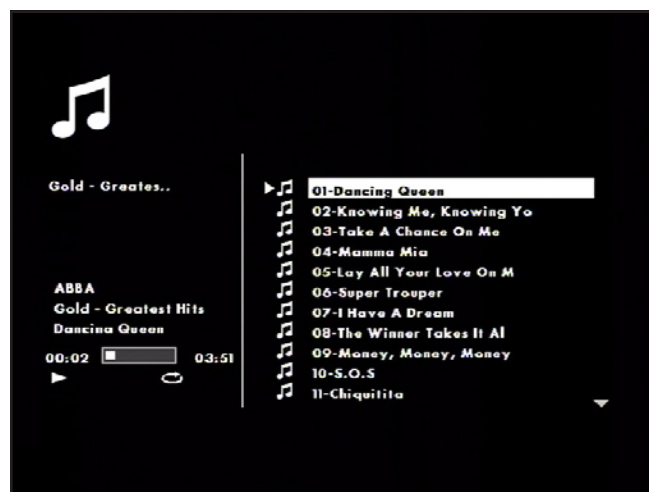 Gold - Greates..
ABBA
Gold - Greatest Hits
Dancing Queen
00:02 03:51
01-Dancing Queen
02-Knowing Me, Knowing Yo
03-Take A Chance On Me
04-Mamma Mia
05-Lay All Your Love On M
06-Super Trouper
07-I Have A Dream
08-The Winner Takes It Al
09-Money, Money, Money
10-S.O.S
11-Chiquitita